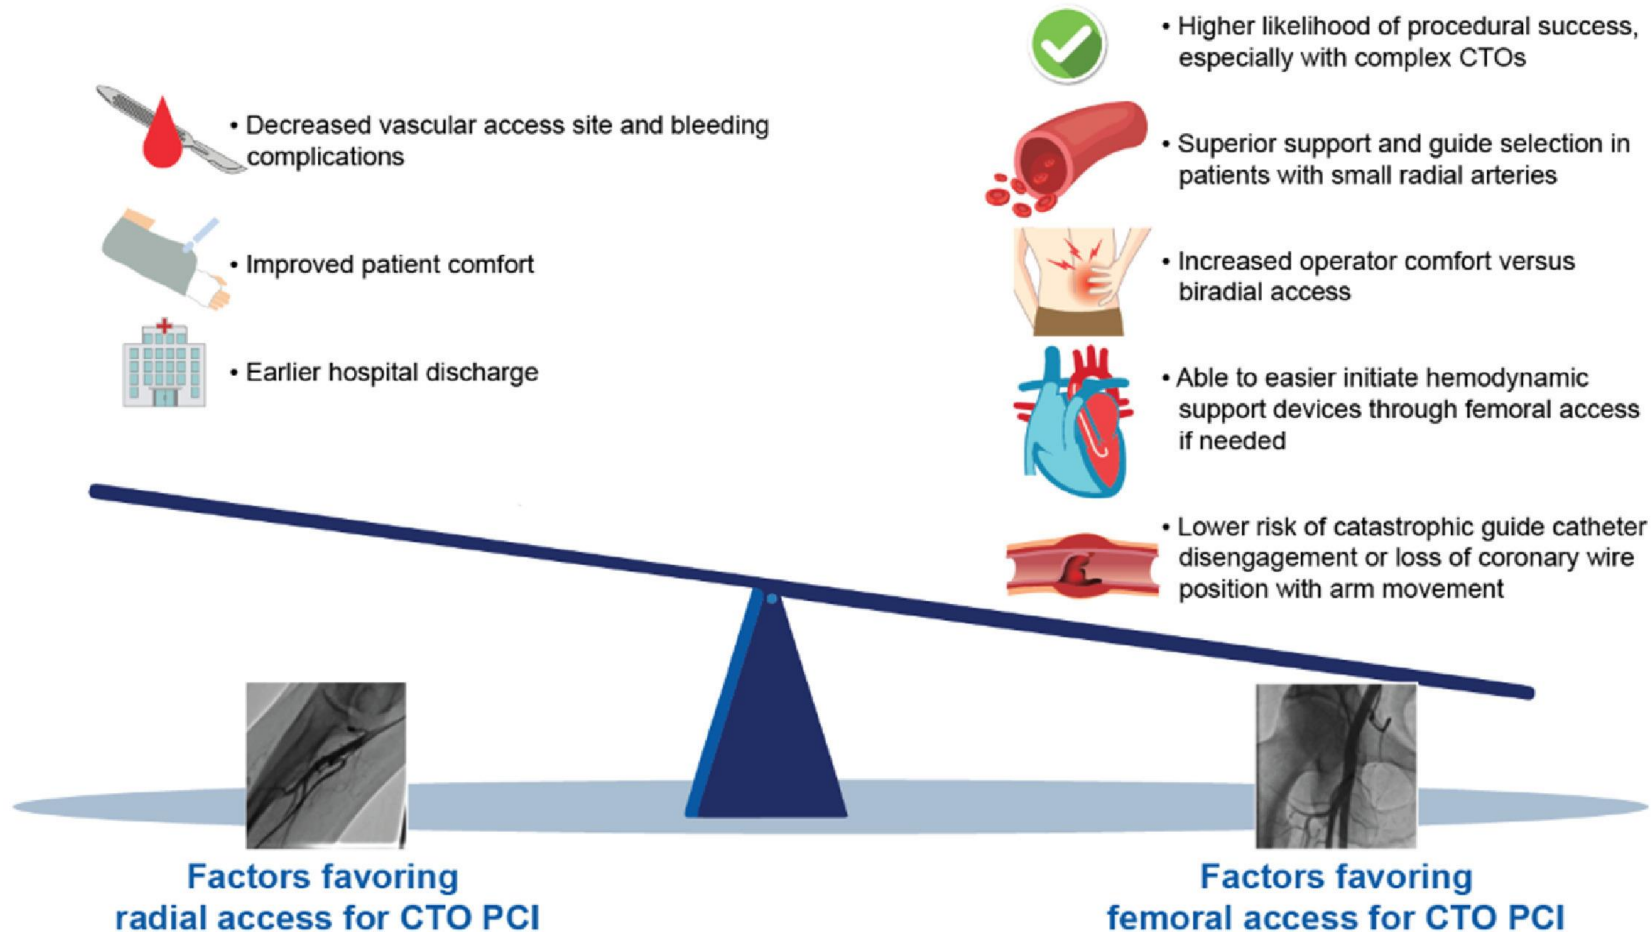 • Decreased vascular access site and bleeding
complications
• Improved patient comfort
• Earlier hospital discharge
• Higher likelihood of procedural success,
especially with complex CTOs
• Superior support and guide selection in
patients with small radial arteries
• Increased operator comfort versus
biradial access
• Able to easier initiate hemodynamic
support devices through femoral access
if needed
• Lower risk of catastrophic guide catheter
disengagement or loss of coronary wire
position with arm movement
Factors favoring
radial access for CTO PCI
Factors favoring
femoral access for CTO PCI